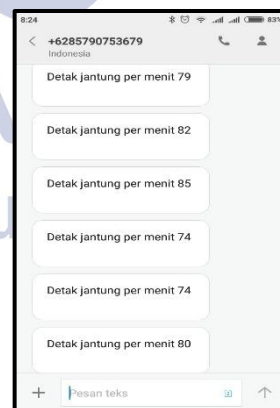 8:24
83%
+6285790753679
Indonesia
Detak jantung per menit 79
Detak jantung per menit 82
Detak jantung per menit 85
Detak jantung per menit 74
Detak jantung per menit 74
Detak jantung per menit 80
Pesan teks